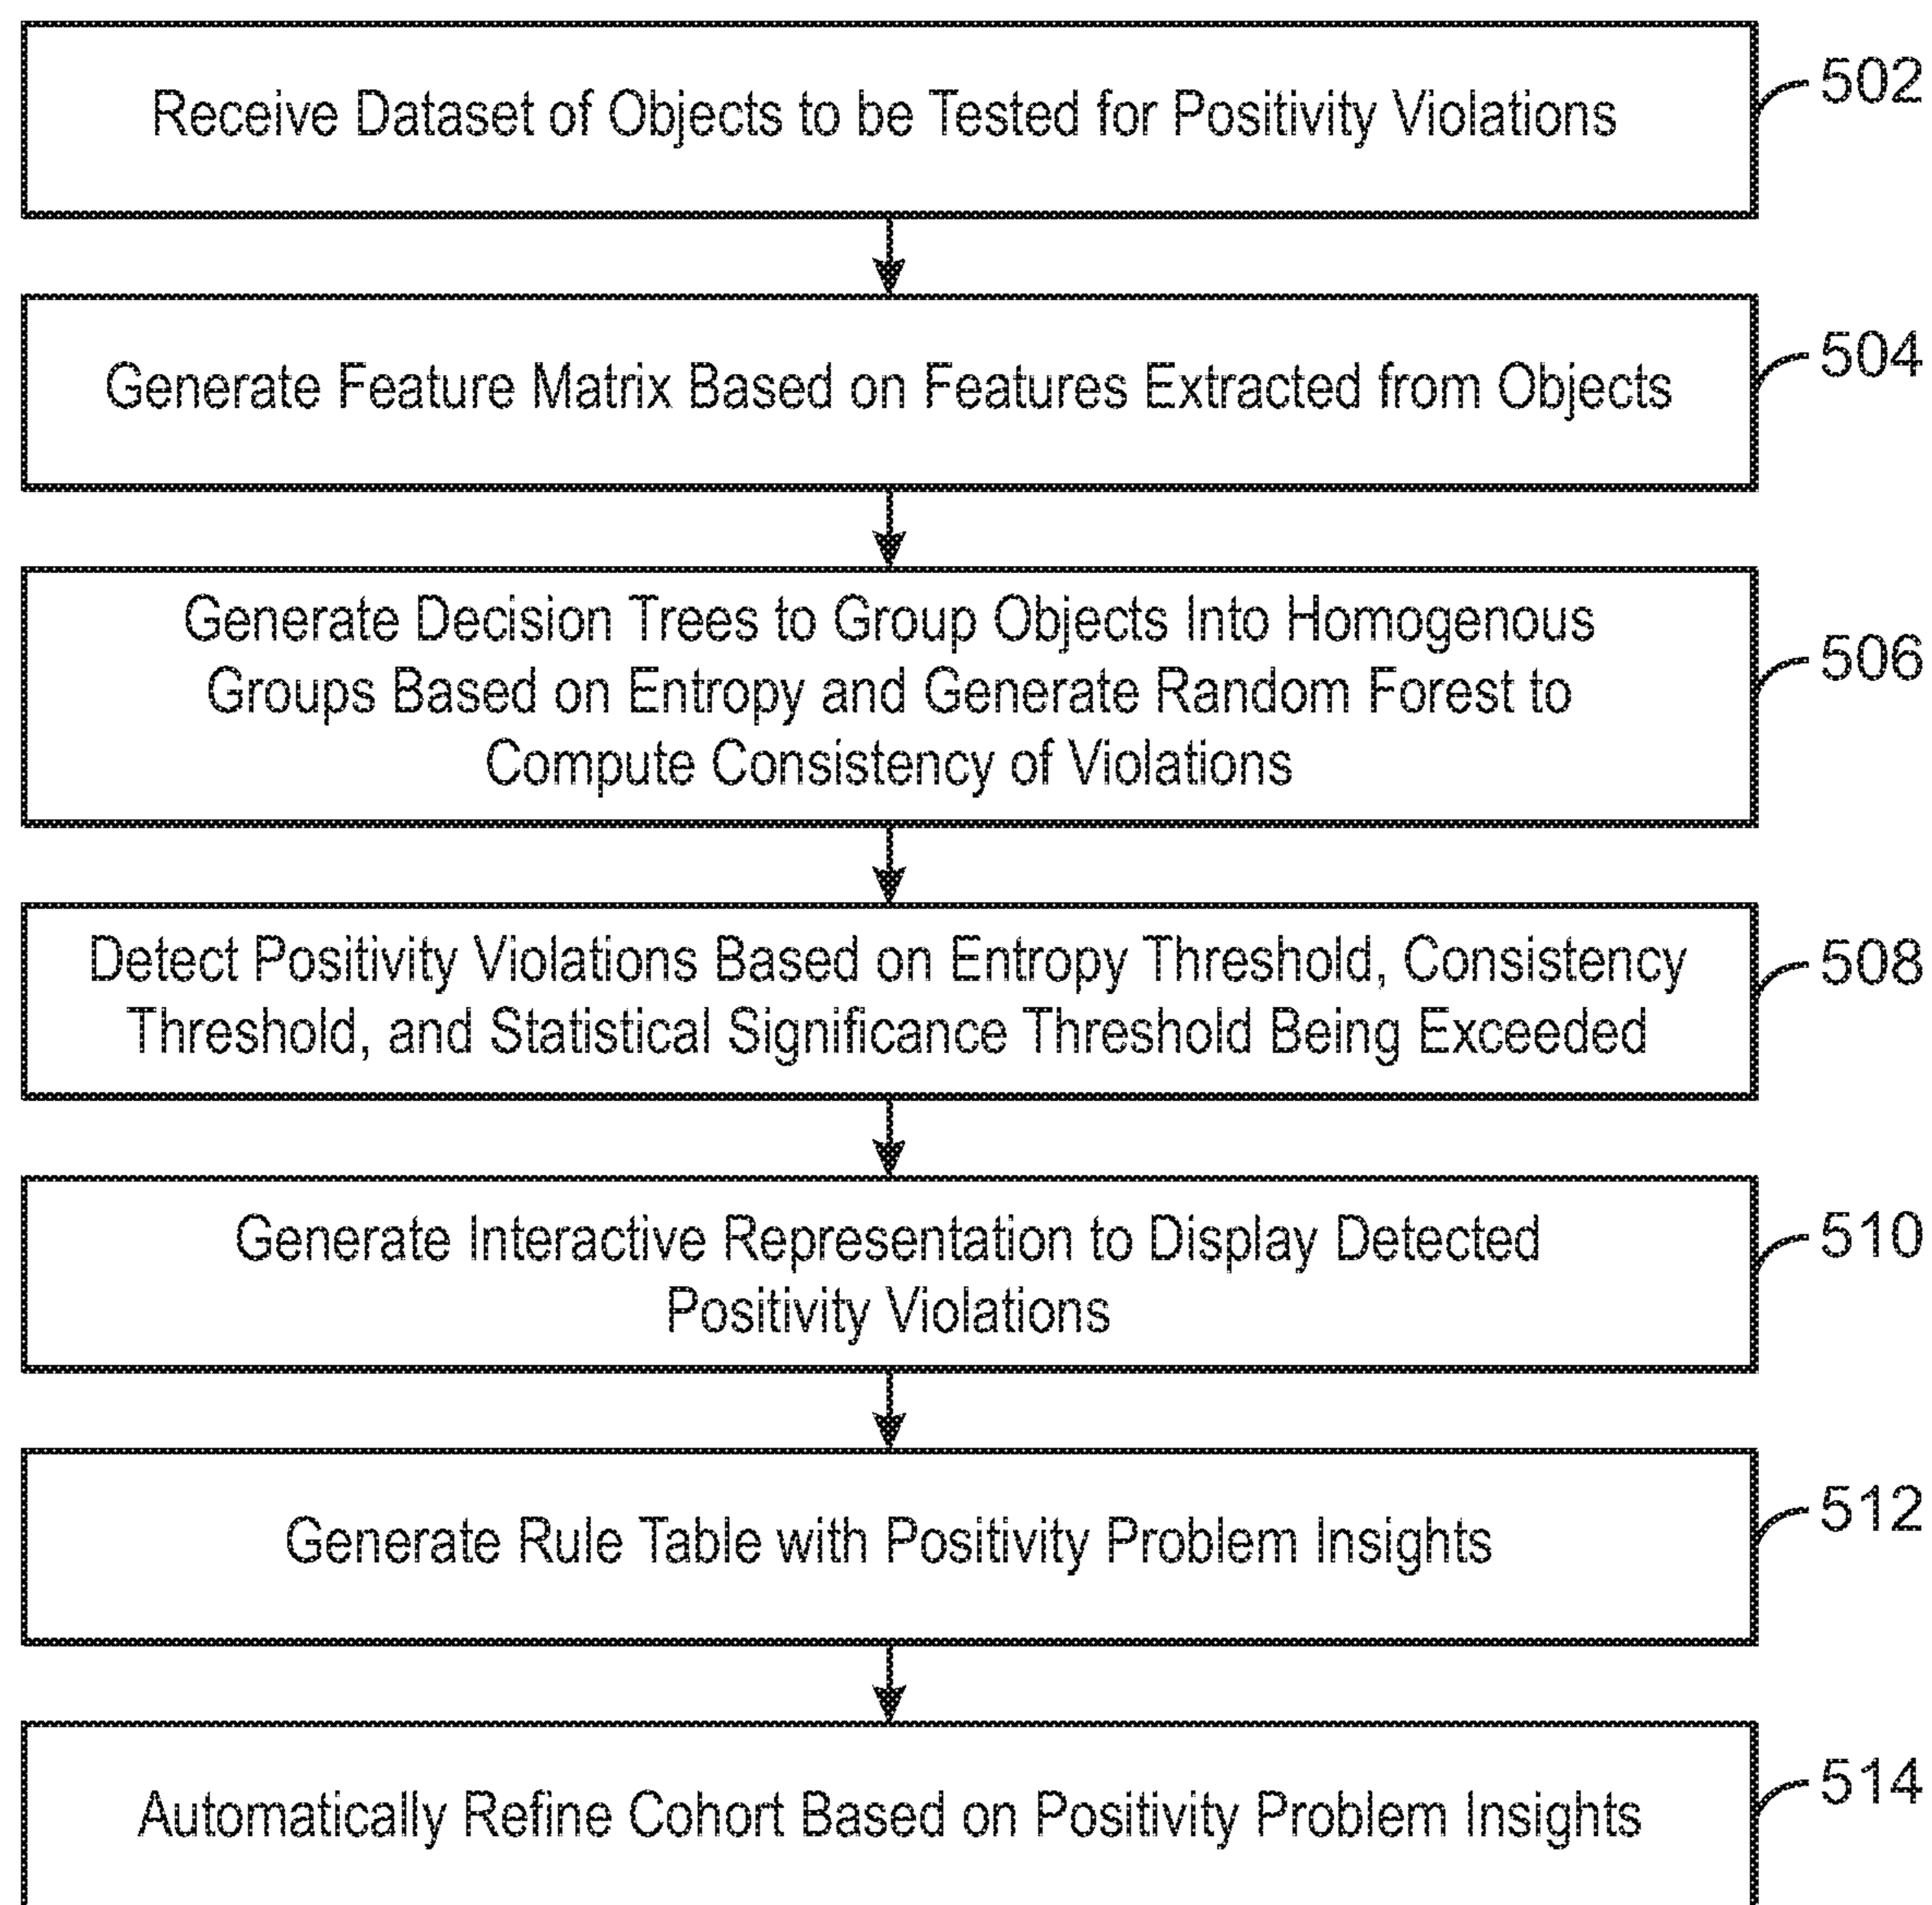 Receive Dataset of Objects to be Tested for Positivity Violations
502
Generate Feature Matrix Based on Features Extracted from Objects
504
Generate Decision Trees to Group Objects Into Homogenous
Groups Based on Entropy and Generate Random Forest to
Compute Consistency of Violations
506
Detect Positivity Violations Based on Entropy Threshold, Consistency
Threshold, and Statistical Significance Threshold Being Exceeded
508
Generate Interactive Representation to Display Detected
Positivity Violations
510
Generate Rule Table with Positivity Problem Insights
512
Automatically Refine Cohort Based on Positivity Problem Insights
514